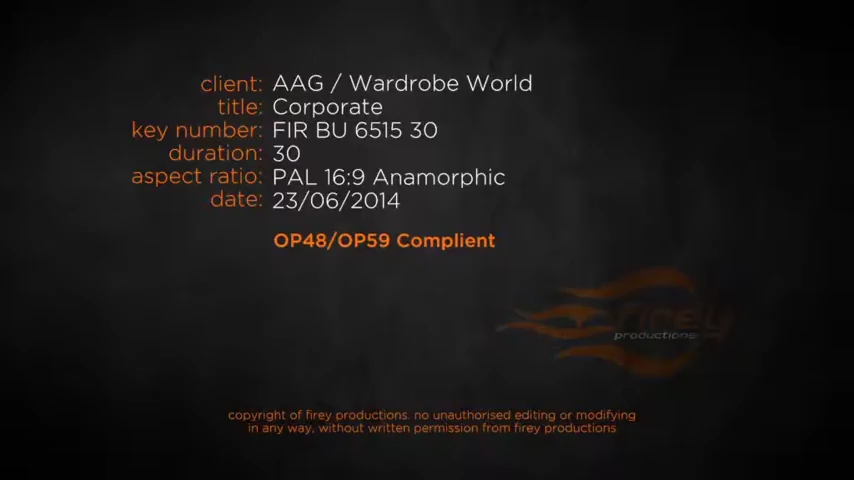 client: AAG / Wardrobe World
title: Corporate
key number: FIR BU 6515 30
duration: 30
aspect ratio: PAL 16:9 Anamorphic
date: 23/06/2014
OP48/OP59 Complient
firely
productions
copyright of firey productions. no unauthorised editing or modifying
in any way, without written permission from firey productions